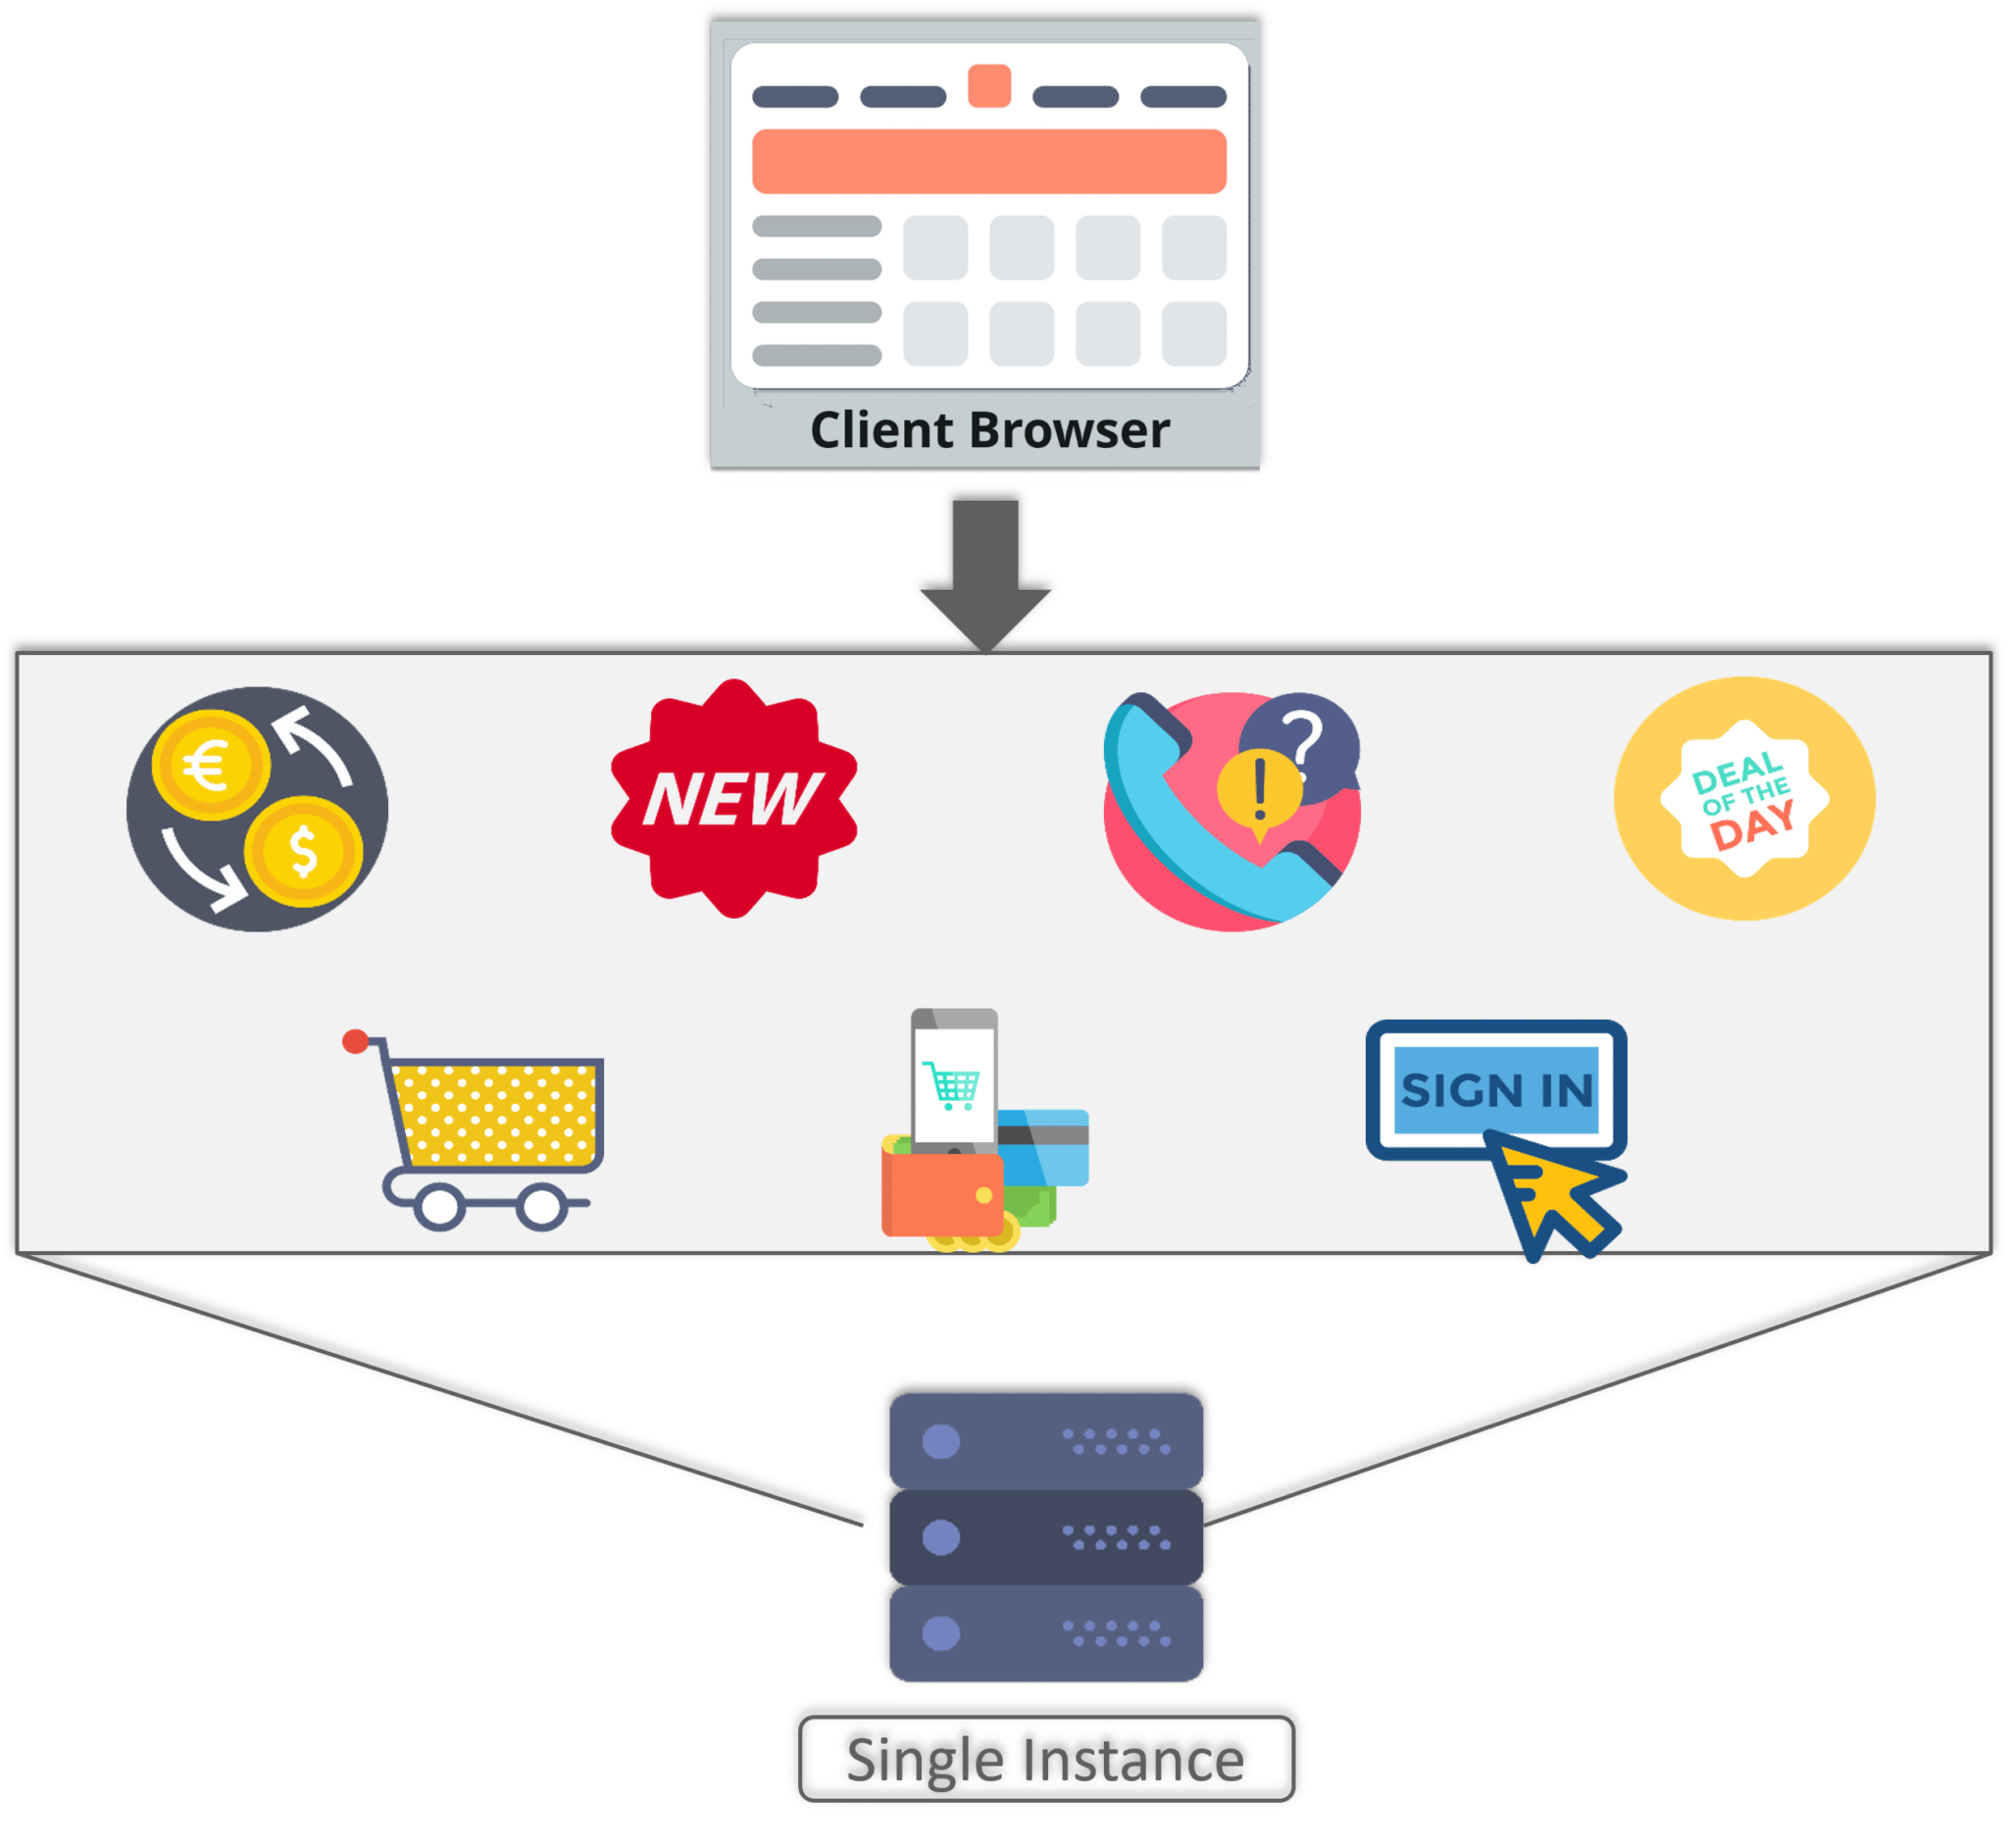 Client Browser
€
$
NEW
?
!
DEAL
OF THE
DAY
SIGN IN
Single Instance